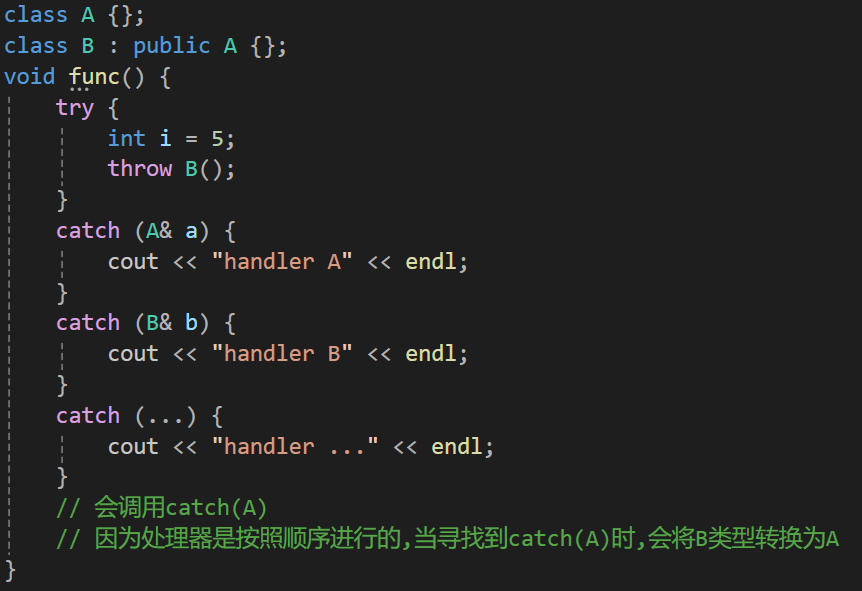 class A {};
class B : public A {};
void func() {
    try {
        int i = 5;
        throw B();
    }
    catch (A& a) {
        cout << "handler A" << endl;
    }
    catch (B& b) {
        cout << "handler B" << endl;
    }
    catch (...) {
        cout << "handler ..." << endl;
    }
    // 会调用catch(A)
    // 因为处理器是按照顺序进行的,当寻找到catch(A)时,会将B类型转换为A
}